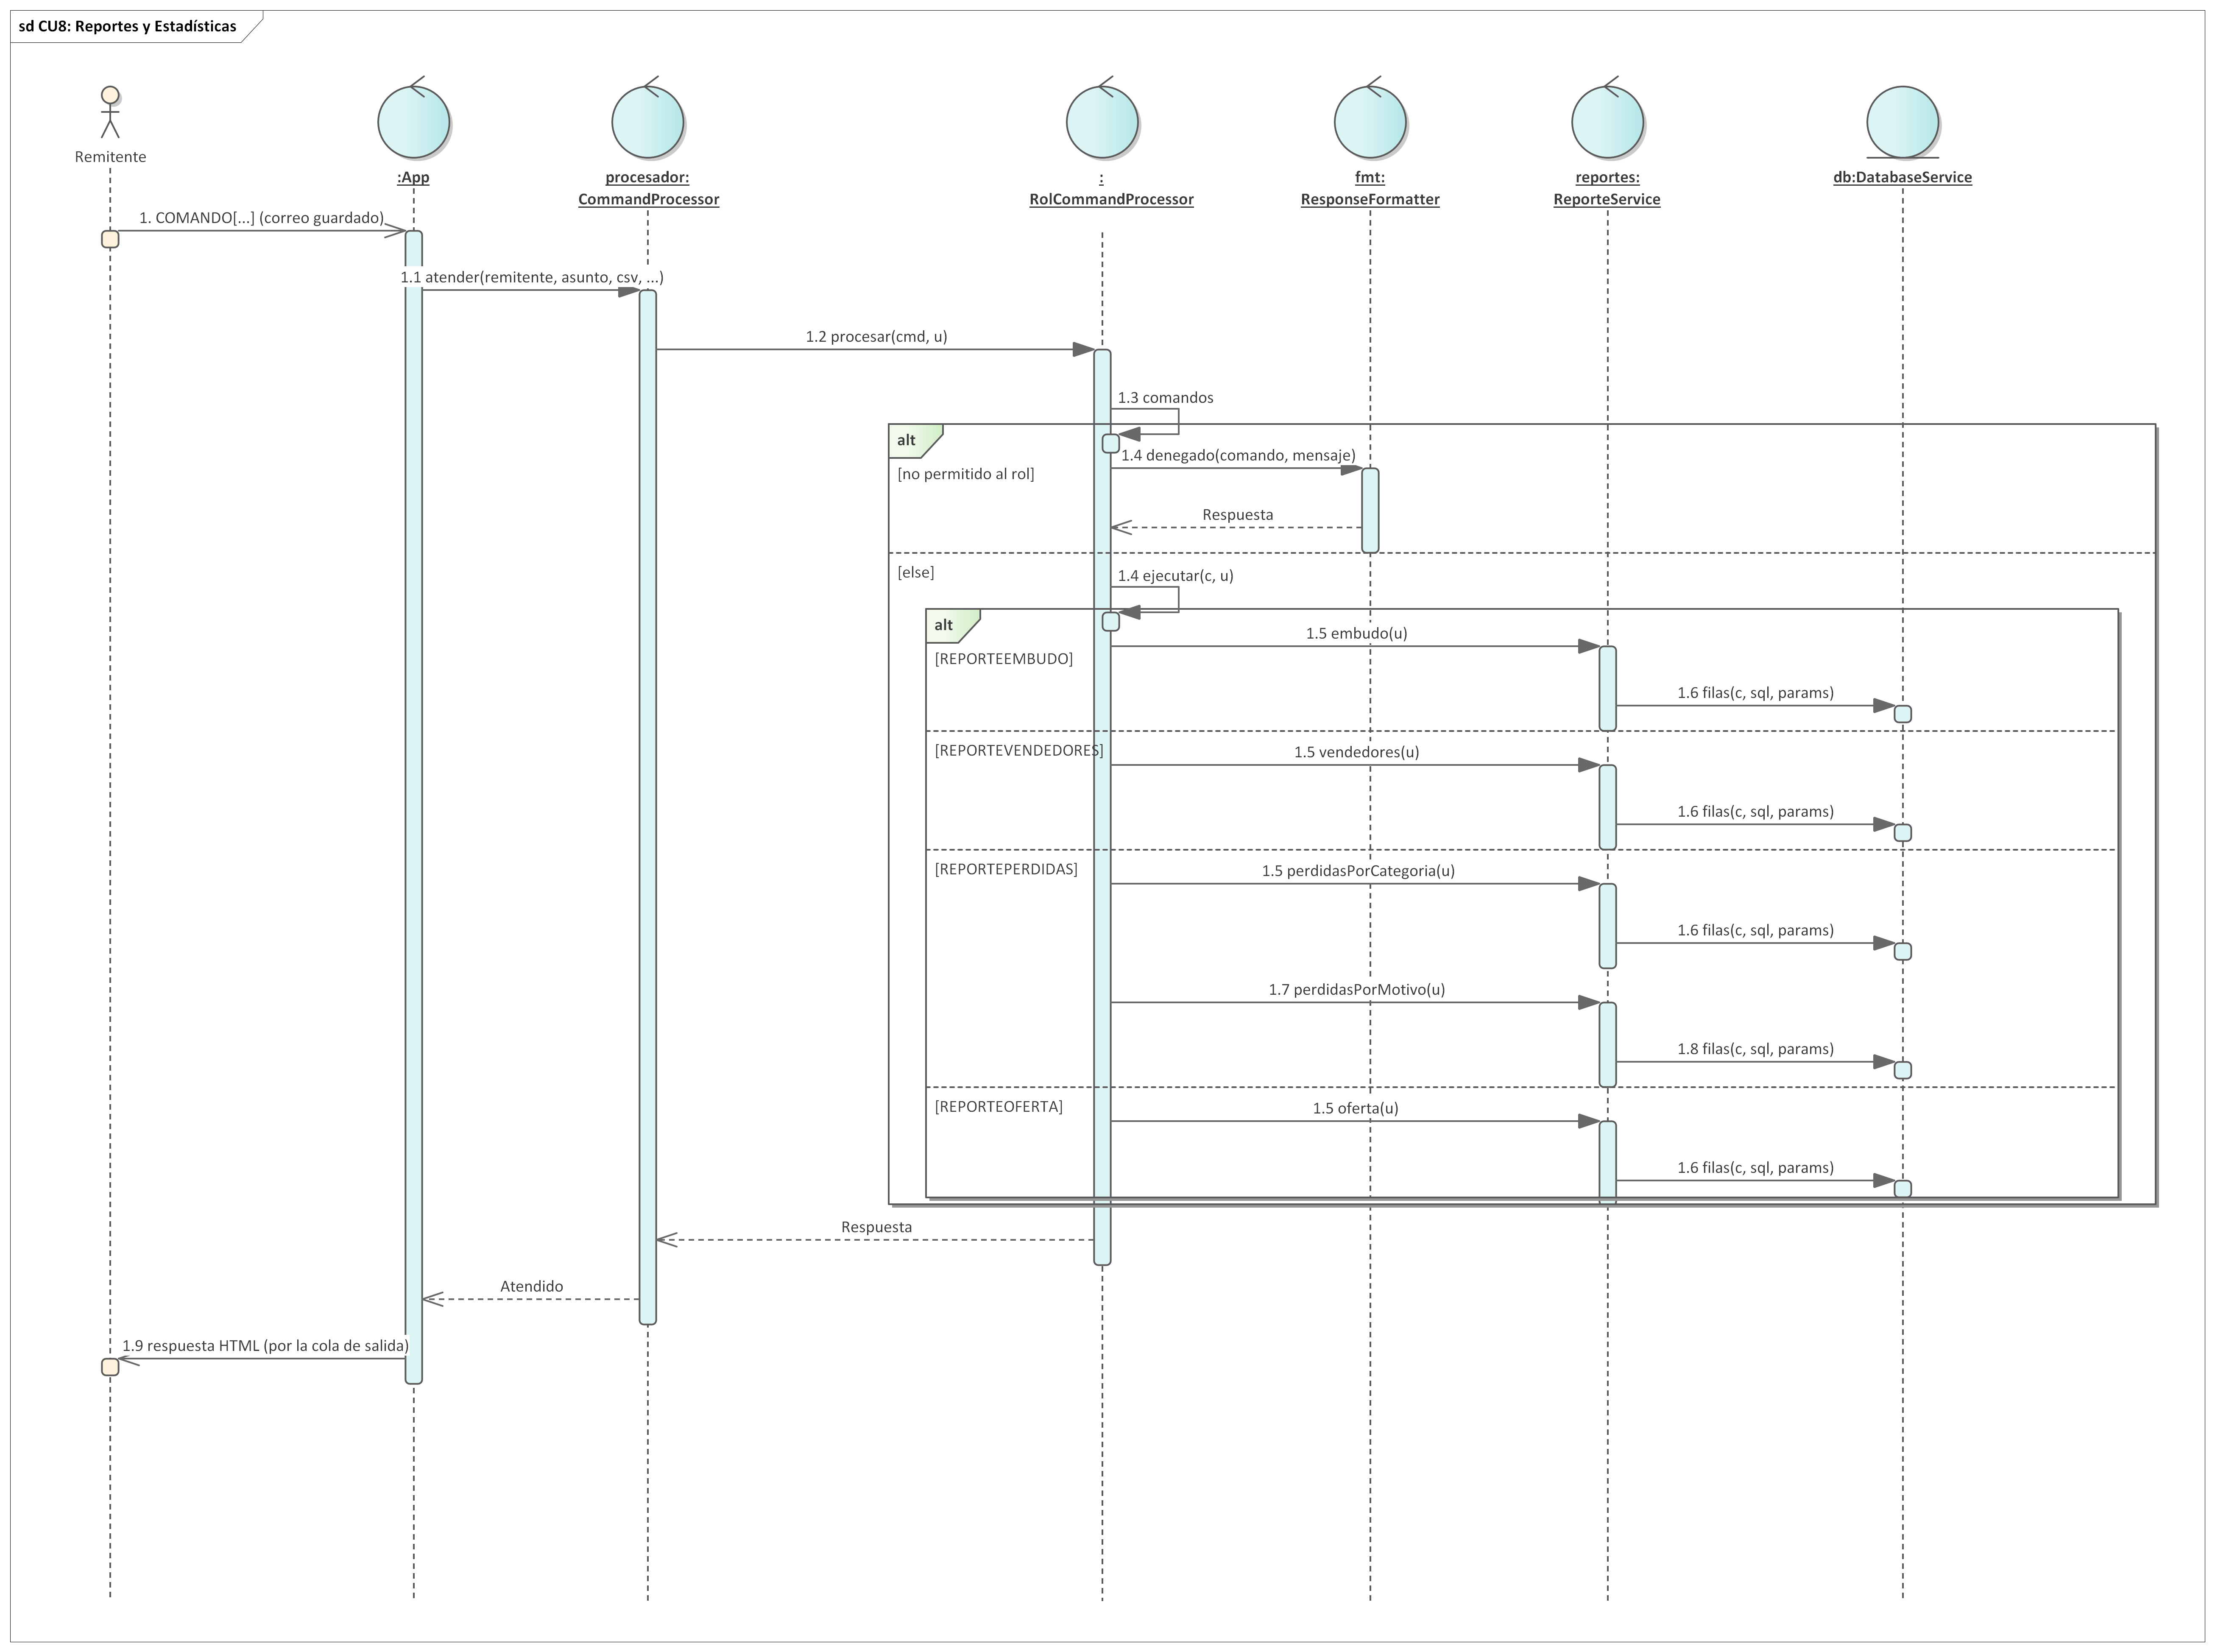 sd CU8: Reportes y Estadísticas
Remitente
:App
procesador:
CommandProcessor
:
RolCommandProcessor
fmt:
ResponseFormatter
reportes:
ReporteService
db:DatabaseService
1. COMANDO[...] (correo guardado)
1.1 atender(remitente, asunto, csv, ...)
1.2 procesar(cmd, u)
1.3 comandos
alt
1.4 denegado(comando, mensaje)
[no permitido al rol]
Respuesta
[else]
1.4 ejecutar(c, u)
alt
1.5 embudo(u)
[REPORTEEMBUDO]
1.6 filas(c, sql, params)
[REPORTEVENDEDORES]
1.5 vendedores(u)
1.6 filas(c, sql, params)
[REPORTEPERDIDAS]
1.5 perdidasPorCategoria(u)
1.6 filas(c, sql, params)
1.7 perdidasPorMotivo(u)
1.8 filas(c, sql, params)
[REPORTEOFERTA]
1.5 oferta(u)
1.6 filas(c, sql, params)
Respuesta
Atendido
1.9 respuesta HTML (por la cola de salida)